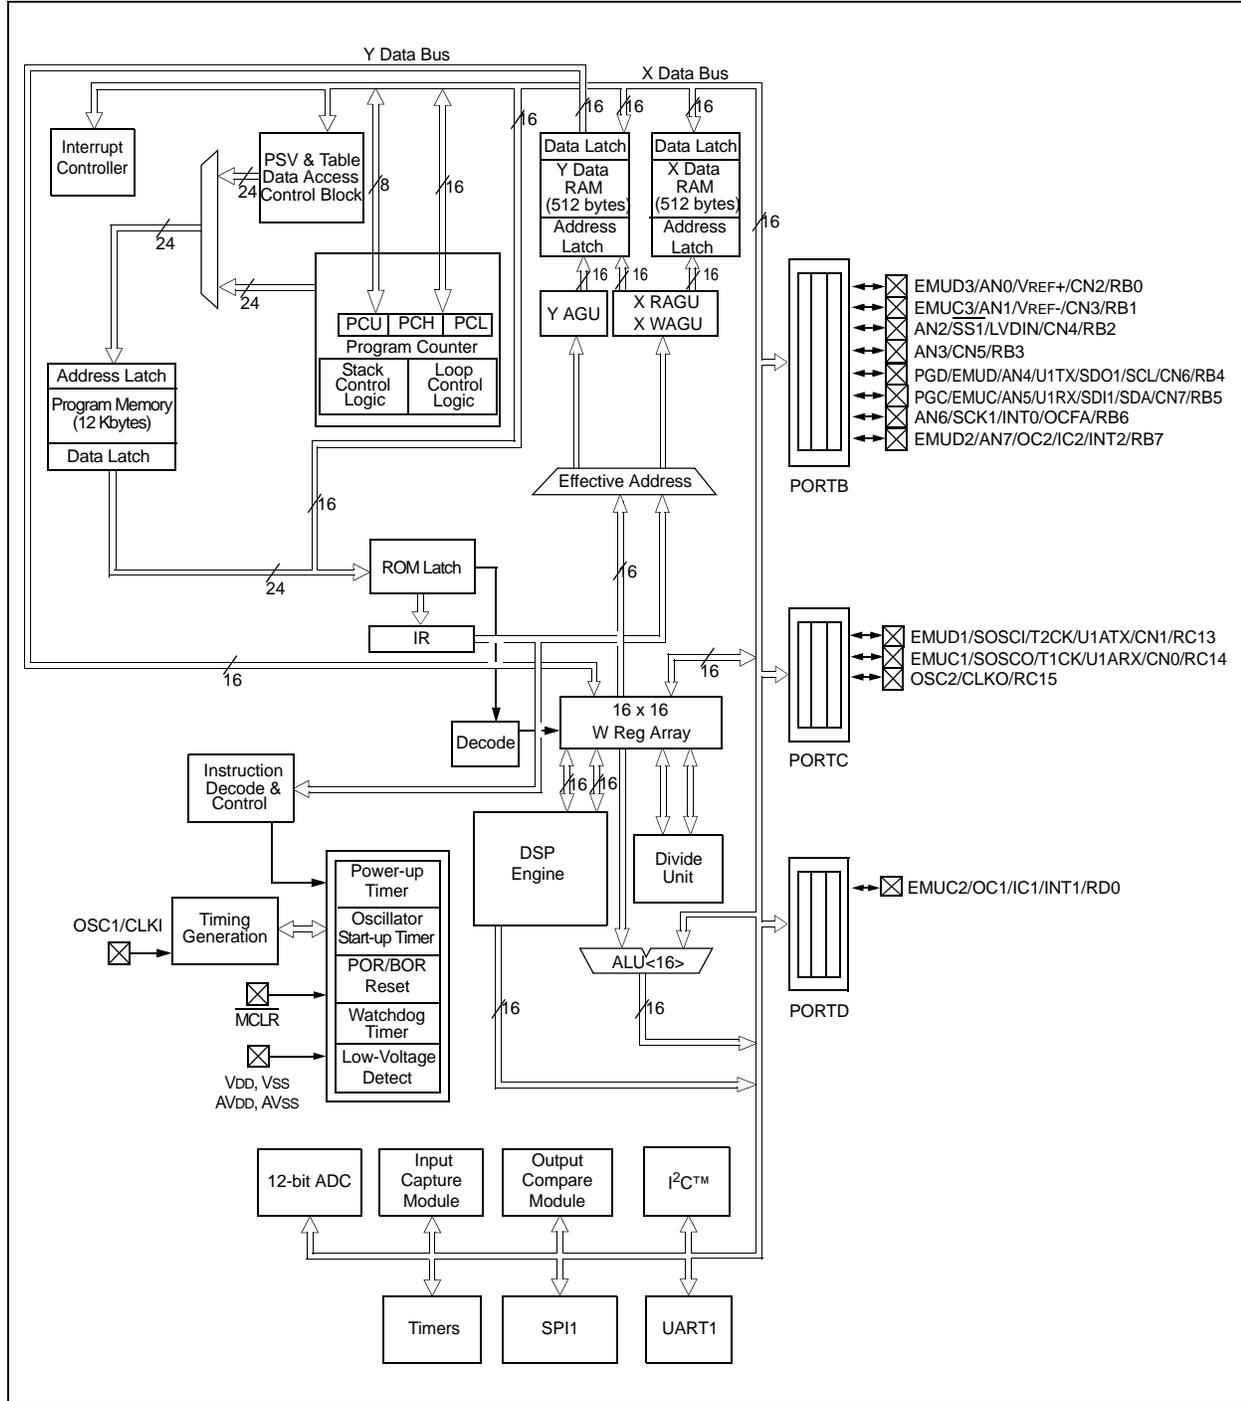 Y Data Bus
X Data Bus
16
16
16
16
Interrupt
Controller
PSV & Table
Data Access
Control Block
24
8
16
Data Latch
Y Data
RAM
(512 bytes)
Address
Latch
Data Latch
X Data
RAM
(512 bytes)
Address
Latch
16
24
24
16
16
16
Y AGU
X RAGU
X WAGU
PCU
PCH
PCL
Program Counter
Stack
Control
Logic
Loop
Control
Logic
Address Latch
Program Memory
(12 Kbytes)
Data Latch
EMUD3/AN0/VREF+/CN2/RB0
EMUC3/AN1/VREF-/CN3/RB1
AN2/SS1/LVDIN/CN4/RB2
AN3/CN5/RB3
PGD/EMUD/AN4/U1TX/SDO1/SCL/CN6/RB4
PGC/EMUC/AN5/U1RX/SDI1/SDA/CN7/RB5
AN6/SCK1/INT0/OCFA/RB6
EMUD2/AN7/OC2/IC2/INT2/RB7
PORTB
Effective Address
16
24
16
ROM Latch
IR
16
16
16 x 16
W Reg Array
Decode
EMUD1/SOSCI/T2CK/U1ATX/CN1/RC13
EMUC1/SOSCO/T1CK/U1ARX/CN0/RC14
OSC2/CLKO/RC15
PORTC
Instruction
Decode &
Control
16
16
DSP
Engine
Divide
Unit
Power-up
Timer
Oscillator
Start-up Timer
POR/BOR
Reset
Watchdog
Timer
Low-Voltage
Detect
OSC1/CLKI
Timing
Generation
MCLR
VDD, VSS
AVDD, AVSS
ALU<16>
16
16
EMUC2/OC1/IC1/INT1/RD0
PORTD
12-bit ADC
Input
Capture
Module
Output
Compare
Module
I²C™
Timers
SPI1
UART1